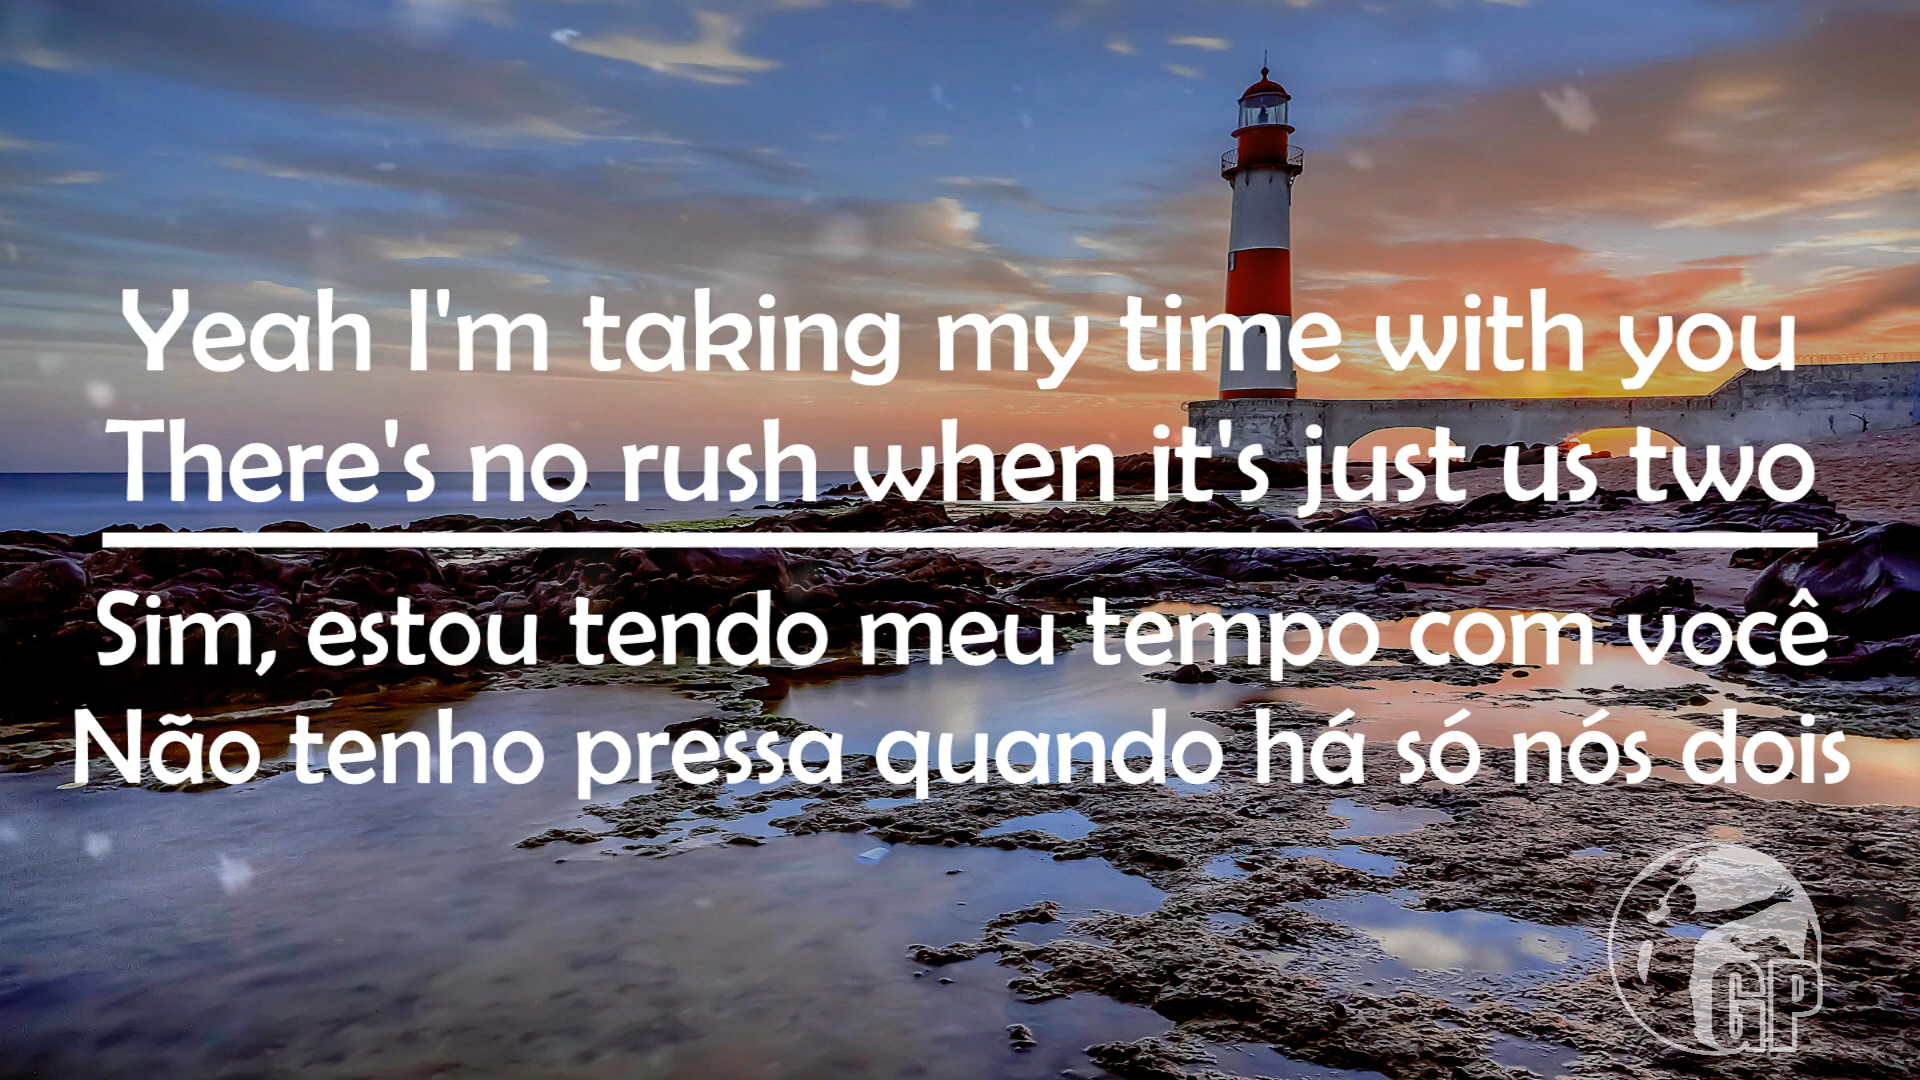 Yeah I'm taking my time with you
There's no rush when it's just us two
Sim, estou tendo meu tempo com você
Não tenho pressa quando há só nós dois
GP